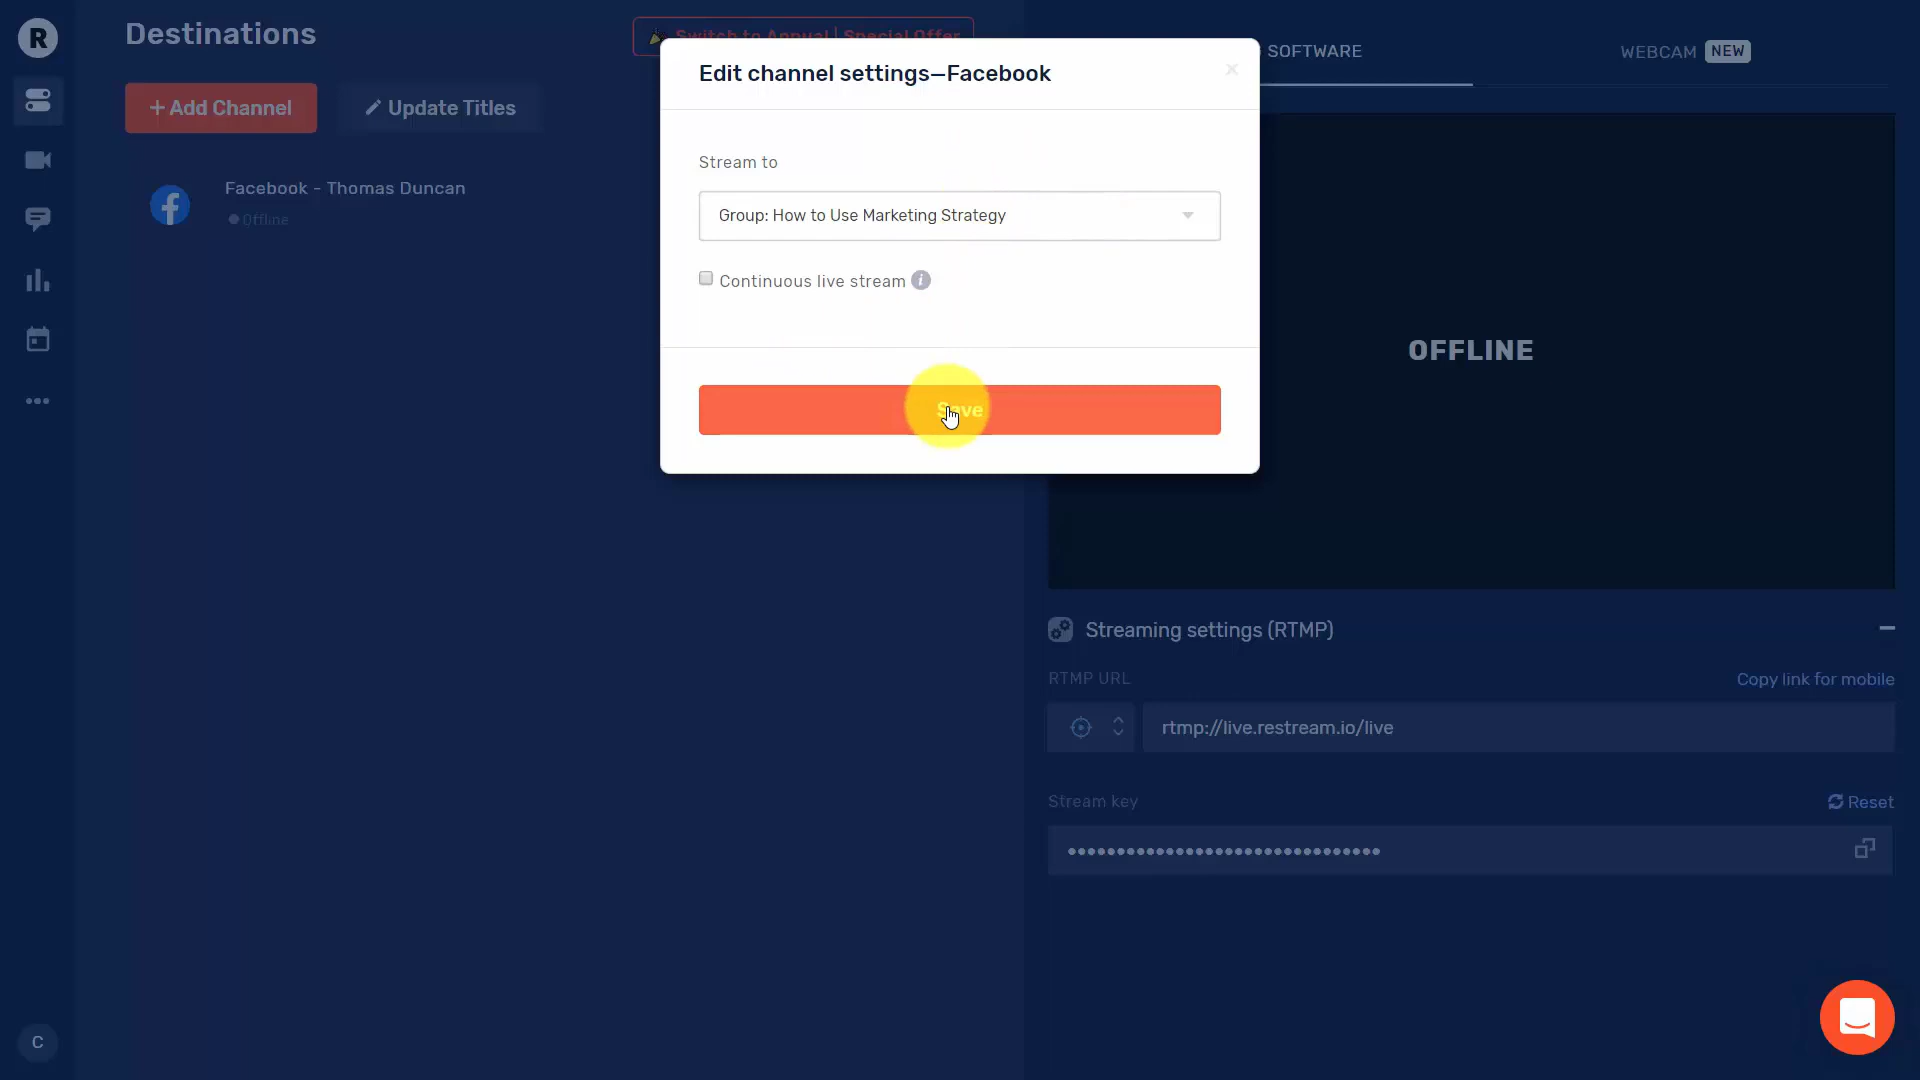 R
Destinations
Switch to Annual | Special Offer
+ Add Channel
Update Titles
Facebook - Thomas Duncan
Offline
Edit channel settings—Facebook
×
Stream to
Group: How to Use Marketing Strategy
Continuous live stream i
Save
SOFTWARE
WEBCAM NEW
OFFLINE
Streaming settings (RTMP)
RTMP URL
Copy link for mobile
rtmp://live.restream.io/live
Stream key
Reset
••••••••••••••••••••••••••••••••
C